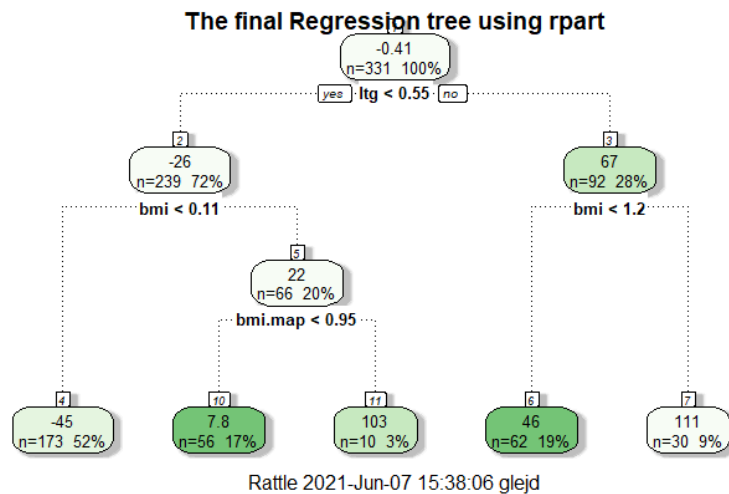 The final Regression tree using rpart
1
-0.41
n=331 100%
yes ltg < 0.55 no
2
-26
n=239 72%
3
67
n=92 28%
bmi < 0.11
bmi < 1.2
5
22
n=66 20%
bmi.map < 0.95
4
-45
n=173 52%
10
7.8
n=56 17%
11
103
n=10 3%
6
46
n=62 19%
7
111
n=30 9%
Rattle 2021-Jun-07 15:38:06 glejd